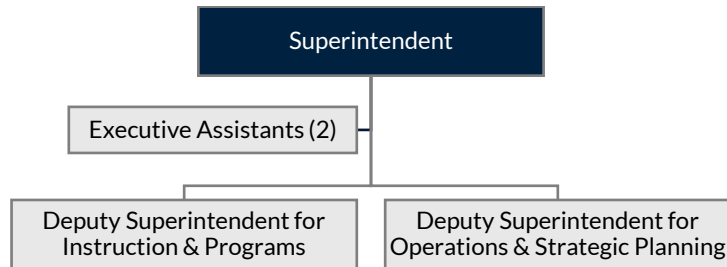 Superintendent
Executive Assistants (2)
Deputy Superintendent for
Instruction & Programs
Deputy Superintendent for
Operations & Strategic Planning